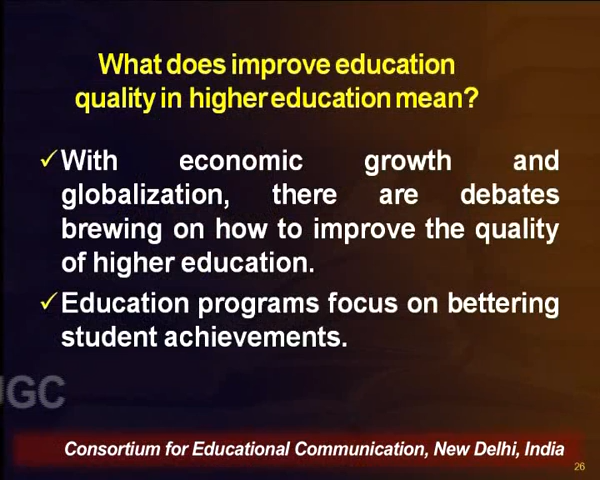 What does improve education
quality in higher education mean?
With economic growth and
globalization, there are debates
brewing on how to improve the quality
of higher education.
Education programs focus on bettering
student achievements.
UGC
Consortium for Educational Communication, New Delhi, India
26